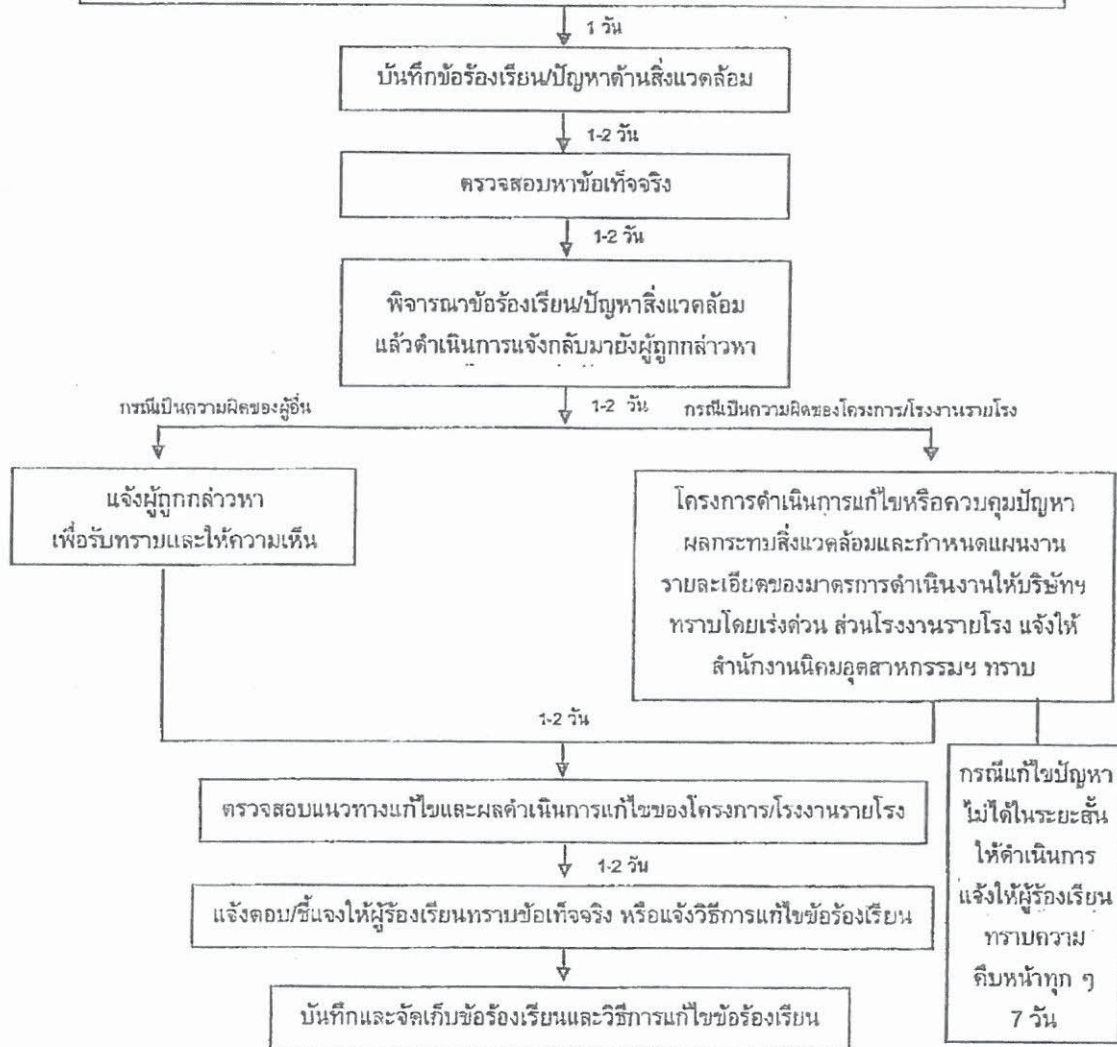 1 วัน
บันทึกข้อร้องเรียน/ปัญหาด้านสิ่งแวดล้อม
1-2 วัน
ตรวจสอบหาข้อเท็จจริง
1-2 วัน
พิจารณาข้อร้องเรียน/ปัญหาสิ่งแวดล้อม
แล้วดำเนินการแจ้งกลับมายังผู้ถูกกล่าวหา
กรณีเป็นความผิดของผู้อื่น
1-2 วัน
กรณีเป็นความผิดของโครงการ/โรงงานรายโรง
แจ้งผู้ถูกกล่าวหา
เพื่อรับทราบและให้ความเห็น
โครงการดำเนินการแก้ไขหรือควบคุมปัญหา
ผลกระทบสิ่งแวดล้อมและกำหนดแผนงาน
รายละเอียดของมาตรการดำเนินงานให้บริษัทฯ
ทราบโดยเร่งด่วน ส่วนโรงงานรายโรง แจ้งให้
สำนักงานนิคมอุตสาหกรรมฯ ทราบ
1-2 วัน
ตรวจสอบแนวทางแก้ไขและผลดำเนินการแก้ไขของโครงการ/โรงงานรายโรง
1-2 วัน
แจ้งตอบ/ชี้แจงให้ผู้ร้องเรียนทราบข้อเท็จจริง หรือแจ้งวิธีการแก้ไขข้อร้องเรียน
บันทึกและจัดเก็บข้อร้องเรียนและวิธีการแก้ไขข้อร้องเรียน
กรณีแก้ไขปัญหา
ไม่ได้ในระยะสั้น
ให้ดำเนินการ
แจ้งให้ผู้ร้องเรียน
ทราบความ
คืบหน้าทุก ๆ
7 วัน